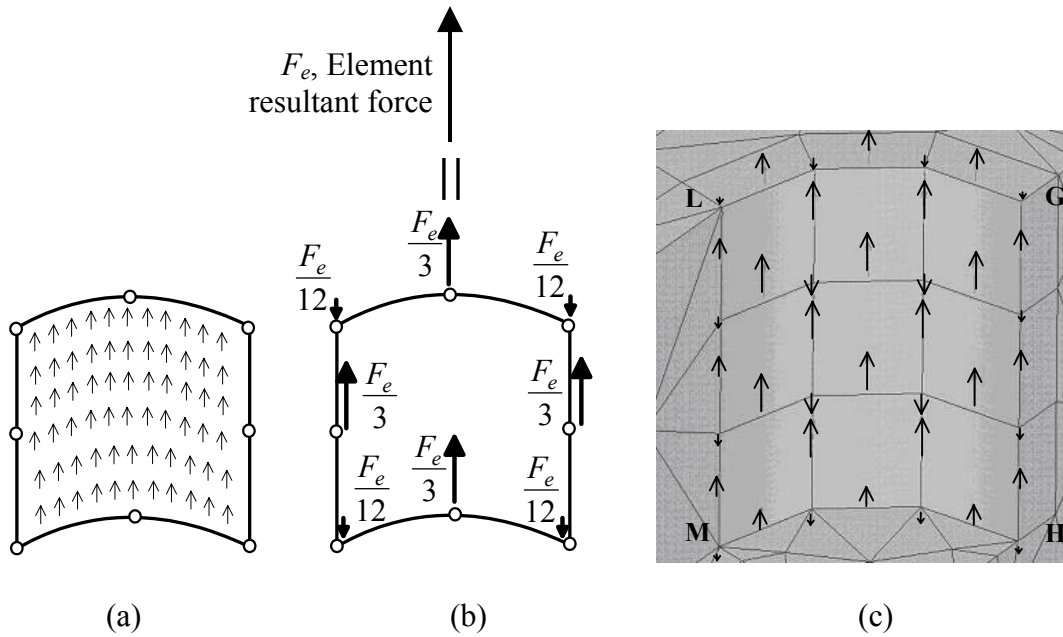 F_e, Element
resultant force
F_e/3
F_e/12
F_e/12
F_e/3
F_e/3
F_e/3
F_e/12
F_e/12
L
G
M
H
(a)
(b)
(c)